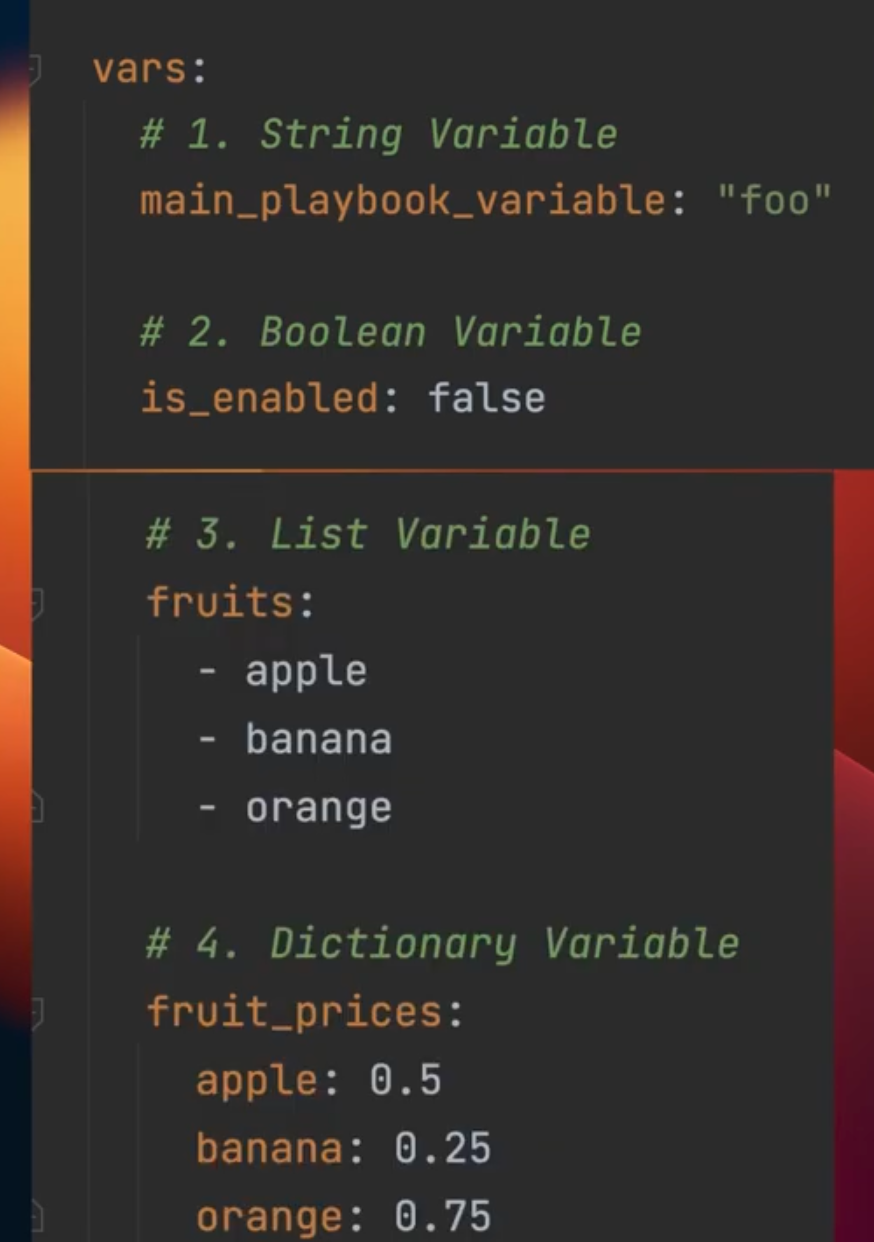 vars:
  # 1. String Variable
  main_playbook_variable: "foo"

  # 2. Boolean Variable
  is_enabled: false

  # 3. List Variable
  fruits:
    - apple
    - banana
    - orange

  # 4. Dictionary Variable
  fruit_prices:
    apple: 0.5
    banana: 0.25
    orange: 0.75